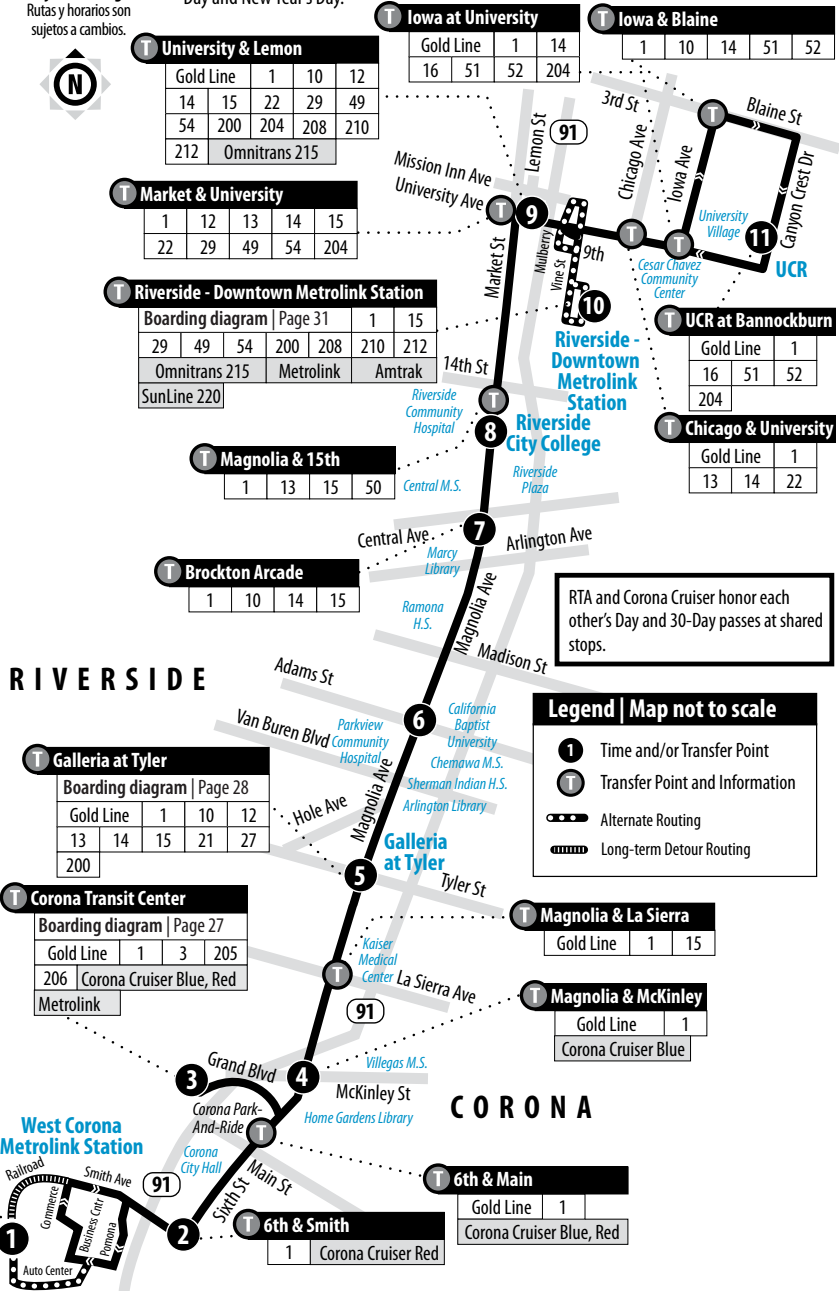 Rutas y horarios son
sujetos a cambios.
Day and New Year's Day.
N
T University & Lemon
Gold Line 1 10 12
14 15 22 29 49
54 200 204 208 210
212 Omnitrans 215
T Iowa at University
Gold Line 1 14
16 51 52 204
T Iowa & Blaine
1 10 14 51 52
T Market & University
1 12 13 14 15
22 29 49 54 204
T Riverside - Downtown Metrolink Station
Boarding diagram | Page 31 1 15
29 49 54 200 208 210 212
Omnitrans 215 Metrolink Amtrak
SunLine 220
T Magnolia & 15th
1 13 15 50
T Brockton Arcade
1 10 14 15
T UCR at Bannockburn
Gold Line 1
16 51 52
204
T Chicago & University
Gold Line 1
13 14 22
3rd St
Blaine St
Lemon St
91
Chicago Ave
Iowa Ave
Canyon Crest Dr
Mission Inn Ave
University Ave
T
9
T
T
T
University
Village
11
UCR
Cesar Chavez
Community
Center
Market St
Mulberry
Vine St
9th
10
Riverside -
Downtown
Metrolink
Station
14th St
Riverside
Community
Hospital
T
8
Riverside
City College
Central M.S.
Riverside
Plaza
7
Central Ave
Arlington Ave
Marcy
Library
Ramona
H.S.
Magnolia Ave
Madison St
RTA and Corona Cruiser honor each
other's Day and 30-Day passes at shared
stops.
RIVERSIDE
Adams St
Van Buren Blvd
6
Parkview
Community
Hospital
California
Baptist
University
Chemawa M.S.
Sherman Indian H.S.
Arlington Library
Legend | Map not to scale
1 Time and/or Transfer Point
T Transfer Point and Information
Alternate Routing
Long-term Detour Routing
T Galleria at Tyler
Boarding diagram | Page 28
Gold Line 1 10 12
13 14 15 21 27
200
Hole Ave
Magnolia Ave
Galleria
at Tyler
5
Tyler St
T Corona Transit Center
Boarding diagram | Page 27
Gold Line 1 3 205
206 Corona Cruiser Blue, Red
Metrolink
T Magnolia & La Sierra
Gold Line 1 15
Kaiser
Medical
Center
T
La Sierra Ave
91
T Magnolia & McKinley
Gold Line 1
Corona Cruiser Blue
3
Grand Blvd
4
Villegas M.S.
McKinley St
Home Gardens Library
CORONA
Corona Park-
And-Ride
T
West Corona
Metrolink Station
Corona
City Hall
Main St
Sixth St
Railroad
Smith Ave
91
Commerce
Business Cntr
Pomona
1
Auto Center
2
T 6th & Main
Gold Line 1
Corona Cruiser Blue, Red
T 6th & Smith
1 Corona Cruiser Red